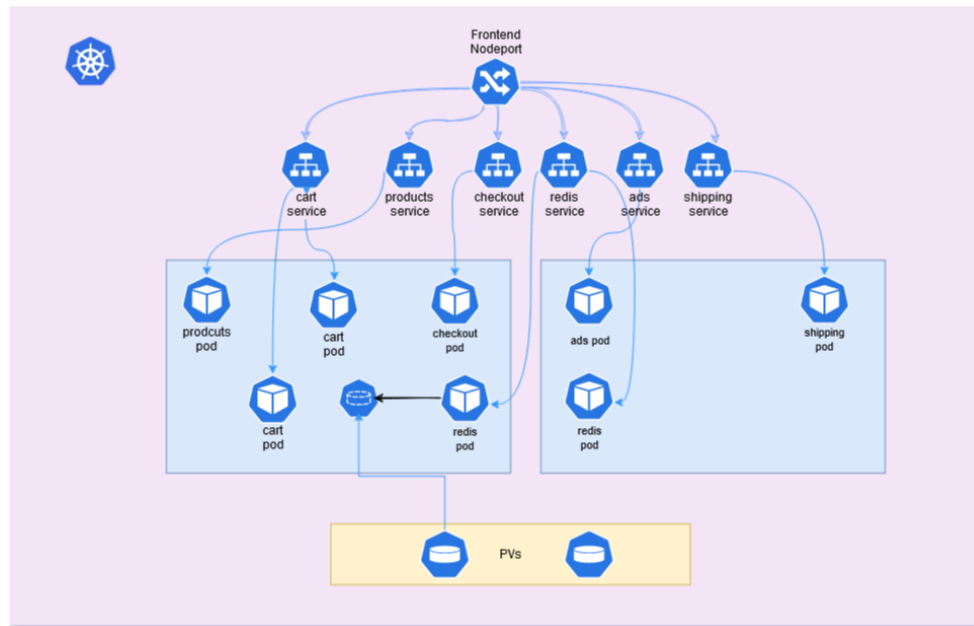 Frontend
Nodeport
cart
service
products
service
checkout
service
redis
service
ads
service
shipping
service
prodcuts
pod
cart
pod
checkout
pod
ads pod
shipping
pod
cart
pod
redis
pod
redis
pod
PVs